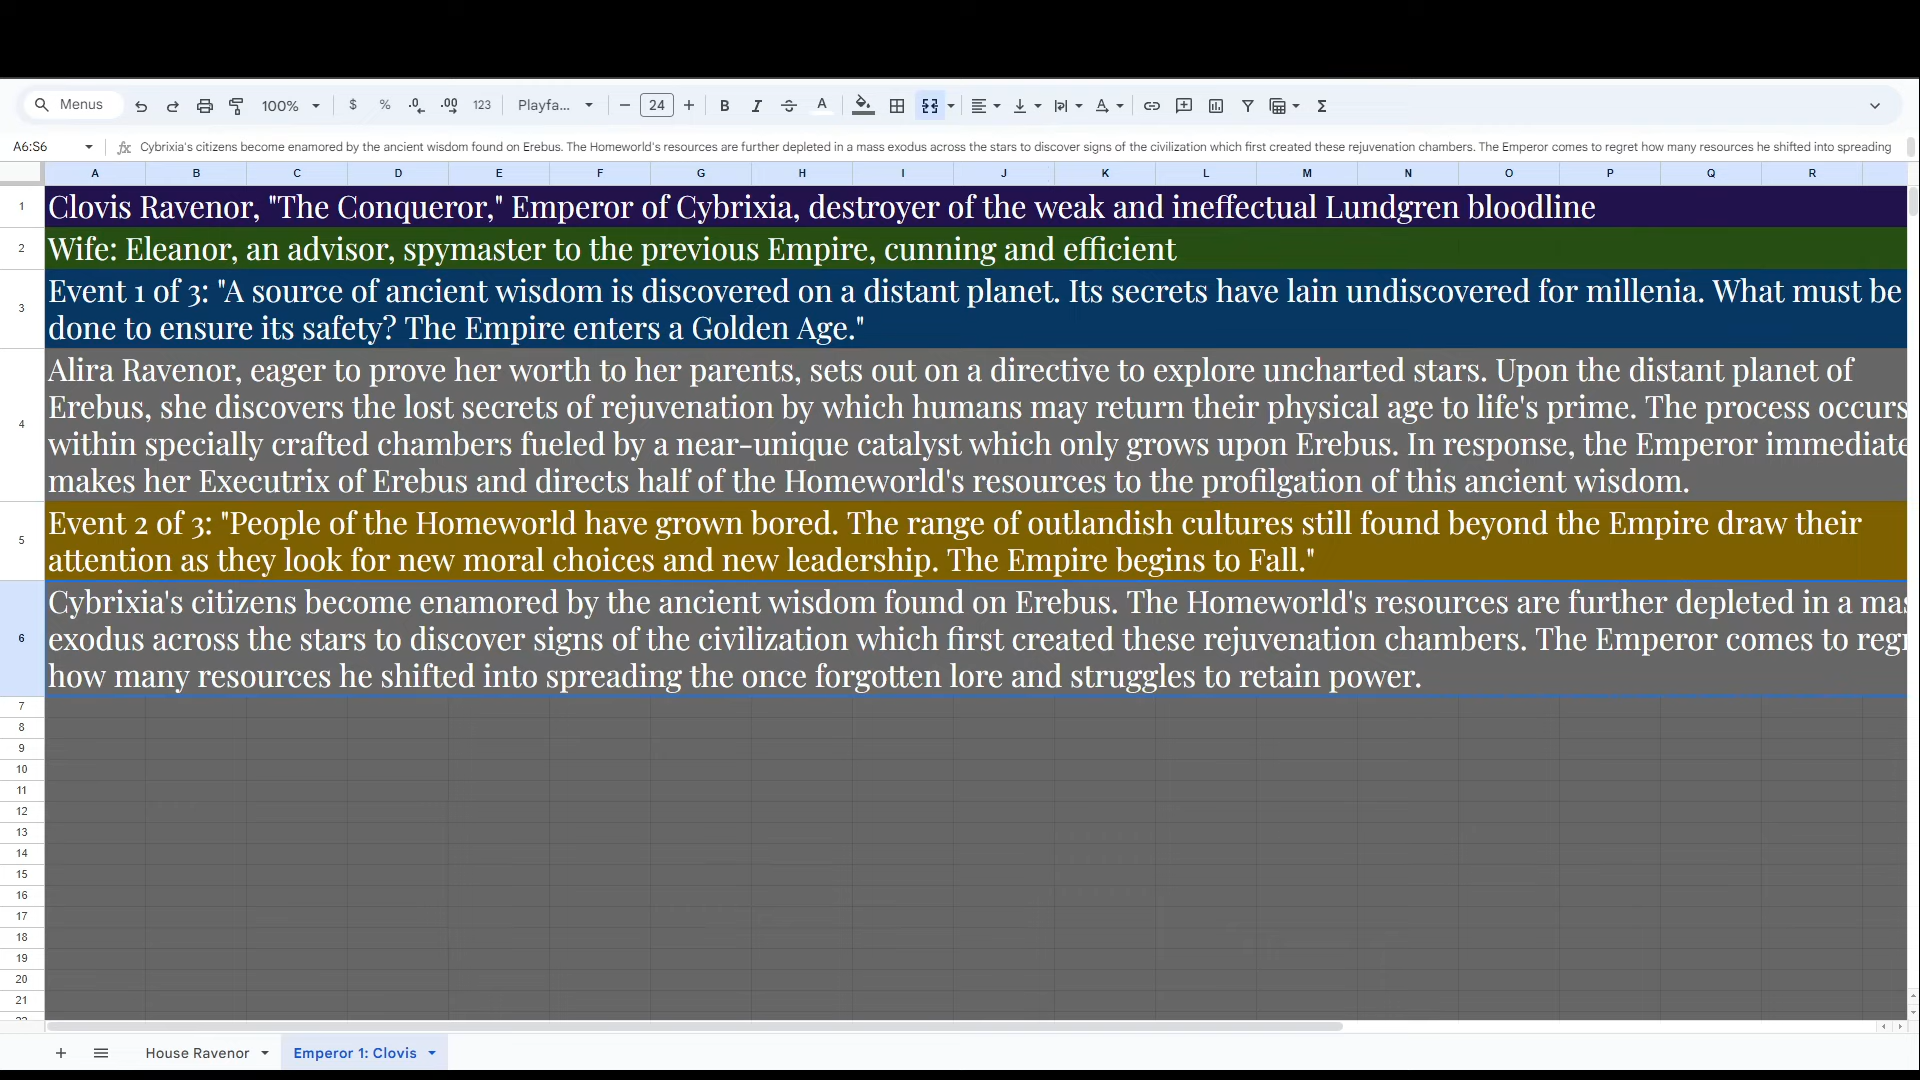 Menus
100%
$
%
.0
.00
123
Playfa...
24
B
I
A
A6:S6
fx
Cybrixia's citizens become enamored by the ancient wisdom found on Erebus. The Homeworld's resources are further depleted in a mass exodus across the stars to discover signs of the civilization which first created these rejuvenation chambers. The Emperor comes to regret how many resources he shifted into spreading
A B C D E F G H I J K L M N O P Q R
1 Clovis Ravenor, "The Conqueror," Emperor of Cybrixia, destroyer of the weak and ineffectual Lundgren bloodline
2 Wife: Eleanor, an advisor, spymaster to the previous Empire, cunning and efficient
3 Event 1 of 3: "A source of ancient wisdom is discovered on a distant planet. Its secrets have lain undiscovered for millenia. What must be
done to ensure its safety? The Empire enters a Golden Age."
4 Alira Ravenor, eager to prove her worth to her parents, sets out on a directive to explore uncharted stars. Upon the distant planet of
Erebus, she discovers the lost secrets of rejuvenation by which humans may return their physical age to life's prime. The process occurs
within specially crafted chambers fueled by a near-unique catalyst which only grows upon Erebus. In response, the Emperor immediate
makes her Executrix of Erebus and directs half of the Homeworld's resources to the profilgation of this ancient wisdom.
5 Event 2 of 3: "People of the Homeworld have grown bored. The range of outlandish cultures still found beyond the Empire draw their
attention as they look for new moral choices and new leadership. The Empire begins to Fall."
6 Cybrixia's citizens become enamored by the ancient wisdom found on Erebus. The Homeworld's resources are further depleted in a mas
exodus across the stars to discover signs of the civilization which first created these rejuvenation chambers. The Emperor comes to regr
how many resources he shifted into spreading the once forgotten lore and struggles to retain power.
7
8
9
10
11
12
13
14
15
16
17
18
19
20
21
House Ravenor
Emperor 1: Clovis